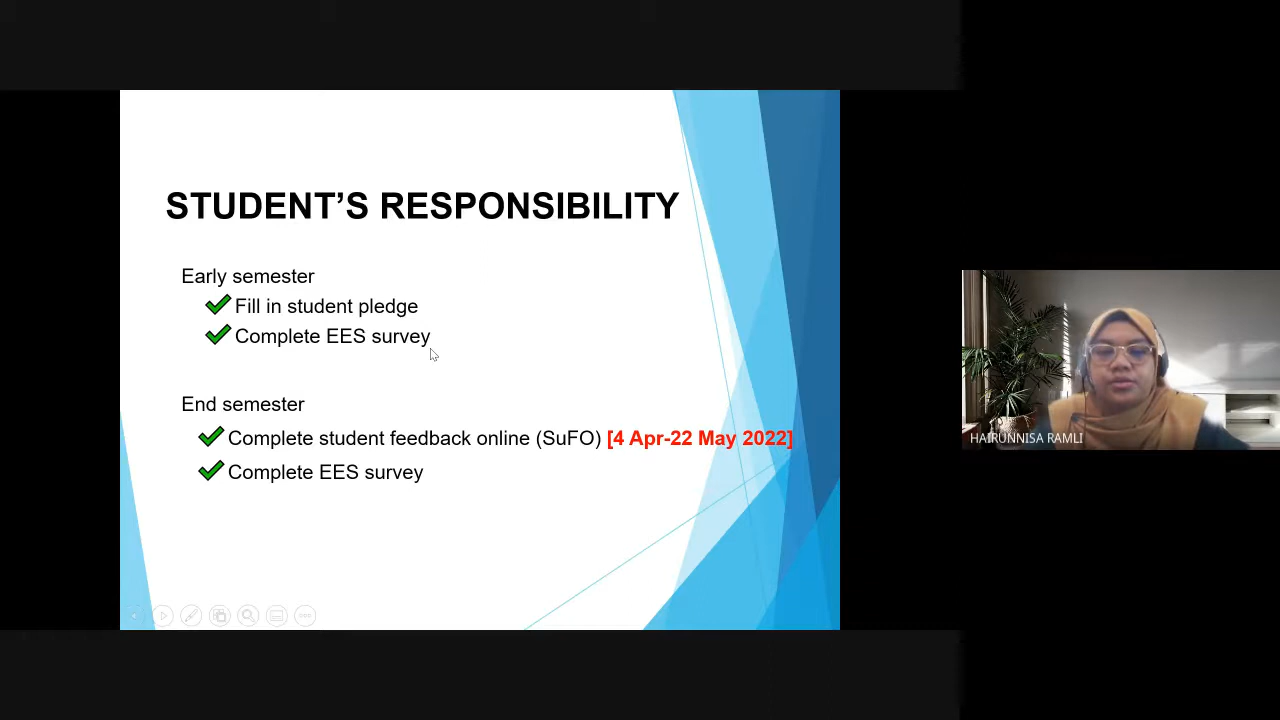 STUDENT’S RESPONSIBILITY
Early semester
Fill in student pledge
Complete EES survey
End semester
Complete student feedback online (SuFO) [4 Apr-22 May 2022]
Complete EES survey
HAIRUNNISA RAMLI